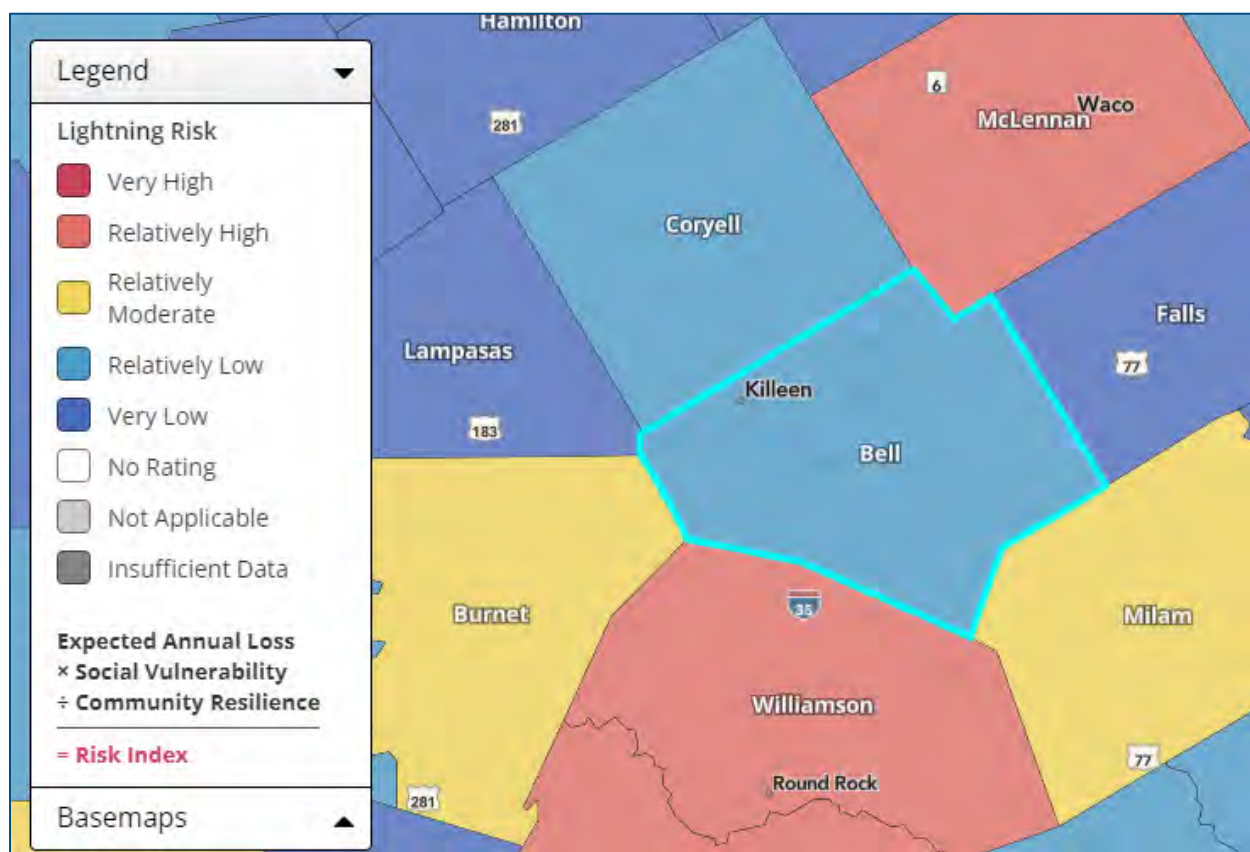 Legend
Lightning Risk
Very High
Relatively High
Relatively
Moderate
Relatively Low
Very Low
No Rating
Not Applicable
Insufficient Data
Expected Annual Loss
× Social Vulnerability
÷ Community Resilience
= Risk Index
Basemaps
Hamilton
281
6
Waco
McLennan
Coryell
Lampasas
183
Falls
77
Killeen
Bell
Burnet
35
Milam
Williamson
Round Rock
77
281